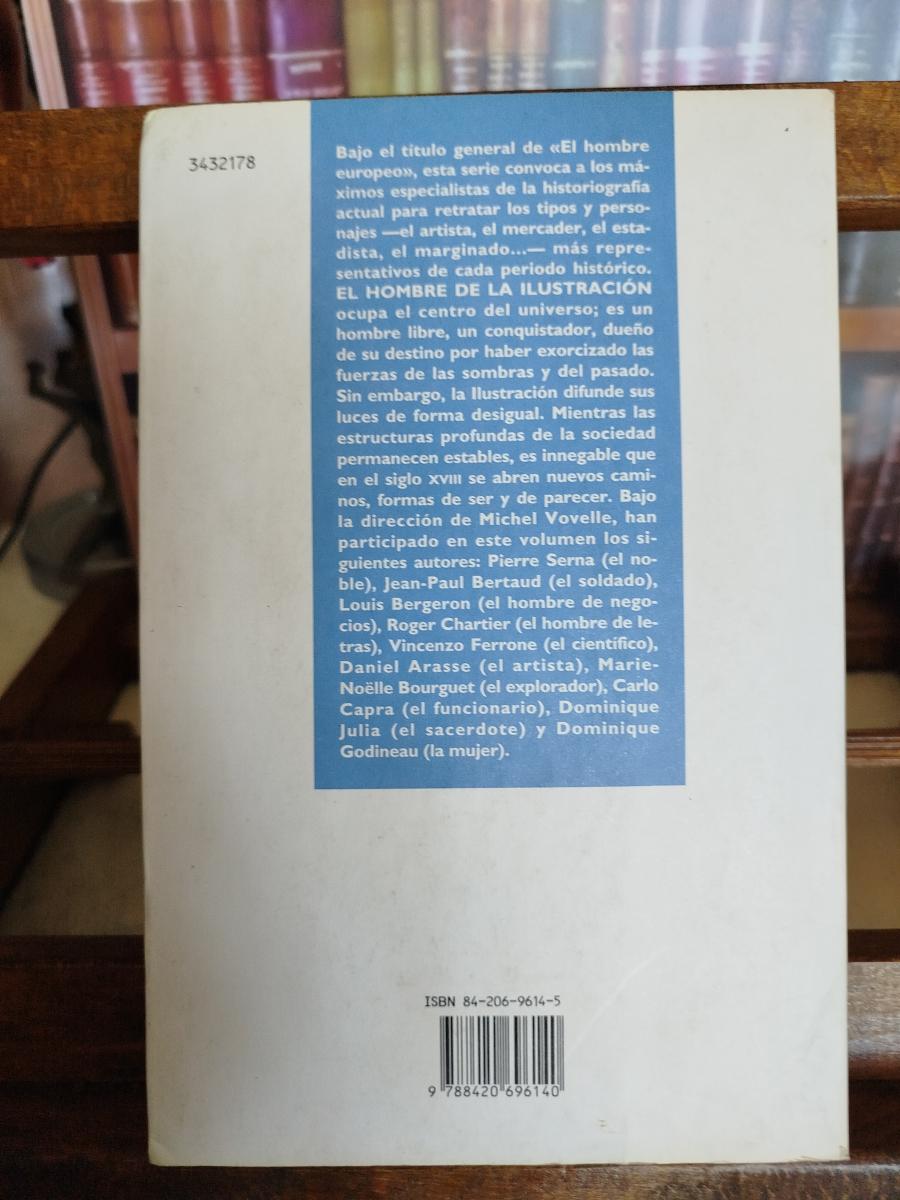 3432178
Bajo el título general de «El hombre
europeo», esta serie convoca a los má-
ximos especialistas de la historiografía
actual para retratar los tipos y perso-
najes —el artista, el mercader, el esta-
dista, el marginado...— más repre-
sentativos de cada periodo histórico.
EL HOMBRE DE LA ILUSTRACIÓN
ocupa el centro del universo; es un
hombre libre, un conquistador, dueño
de su destino por haber exorcizado las
fuerzas de las sombras y del pasado.
Sin embargo, la Ilustración difunde sus
luces de forma desigual. Mientras las
estructuras profundas de la sociedad
permanecen estables, es innegable que
en el siglo XVIII se abren nuevos cami-
nos, formas de ser y de parecer. Bajo
la dirección de Michel Vovelle, han
participado en este volumen los si-
guientes autores: Pierre Serna (el no-
ble), Jean-Paul Bertaud (el soldado),
Louis Bergeron (el hombre de nego-
cios), Roger Chartier (el hombre de le-
tras), Vincenzo Ferrone (el científico),
Daniel Arasse (el artista), Marie-
Noëlle Bourguet (el explorador), Carlo
Capra (el funcionario), Dominique
Julia (el sacerdote) y Dominique
Godineau (la mujer).
ISBN 84-206-9614-5
9 788420 696140